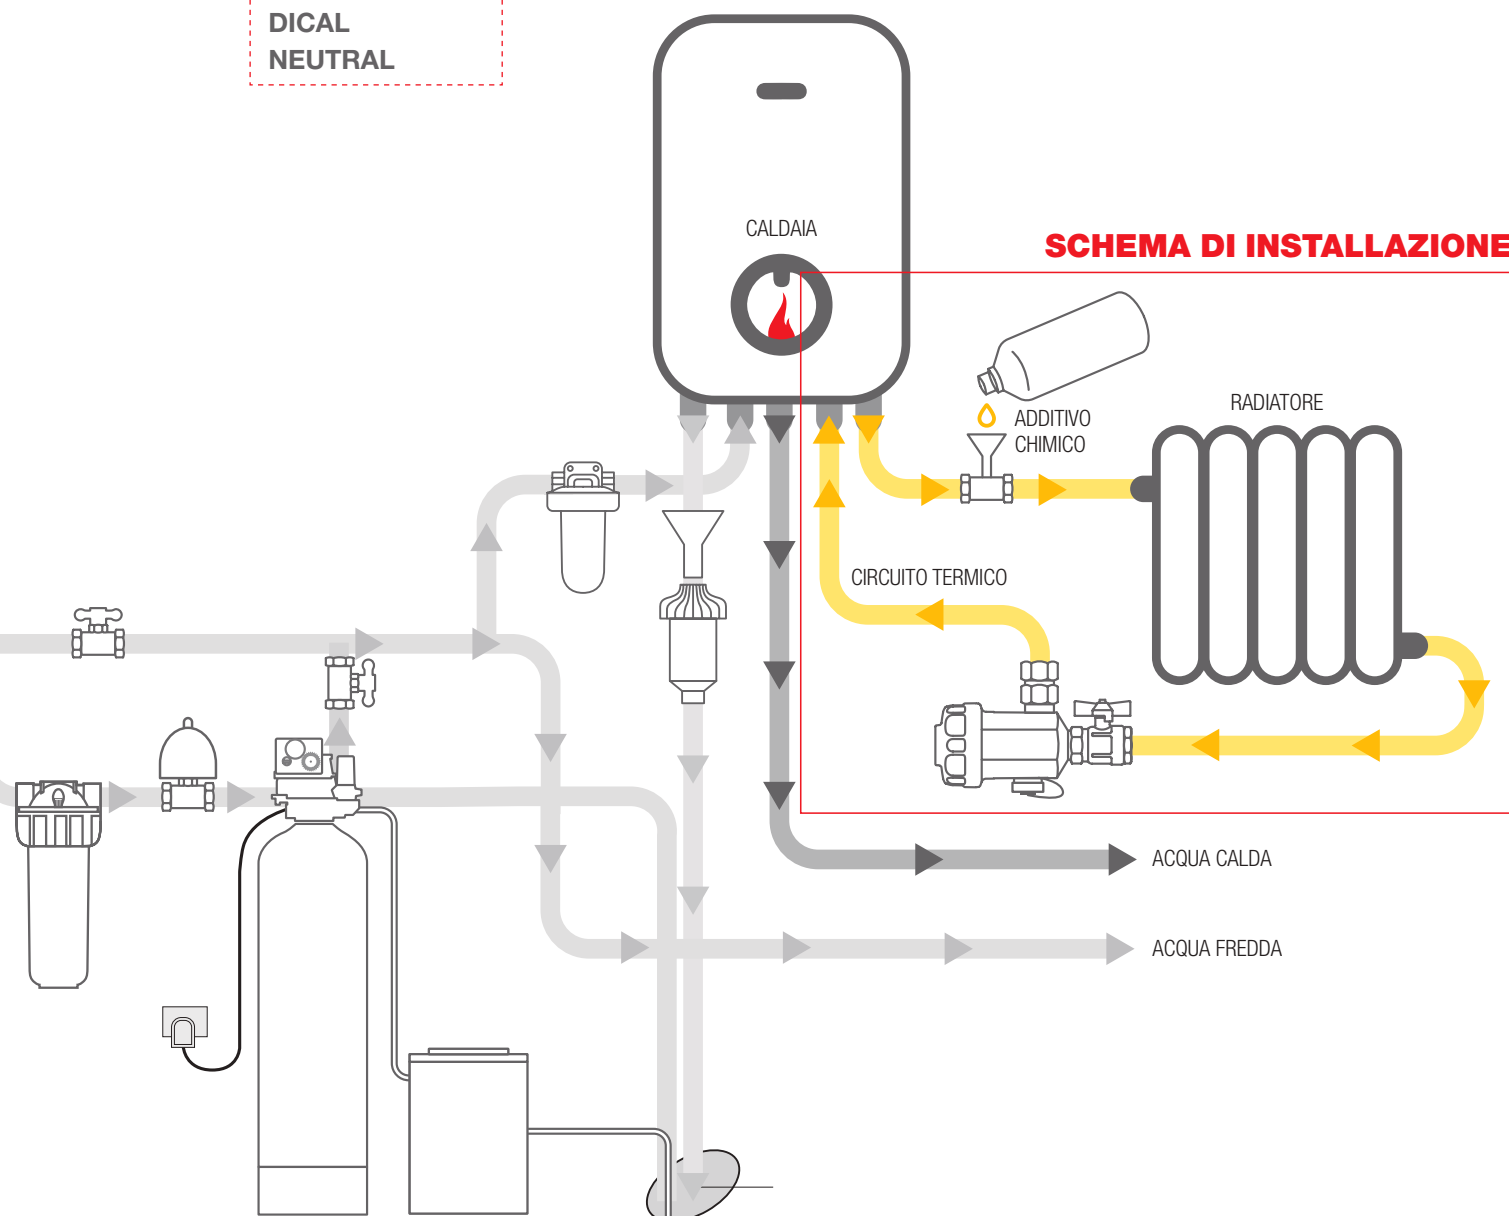 DICAL
NEUTRAL
CALDAIA
SCHEMA DI INSTALLAZIONE
ADDITIVO
CHIMICO
RADIATORE
CIRCUITO TERMICO
ACQUA CALDA
ACQUA FREDDA